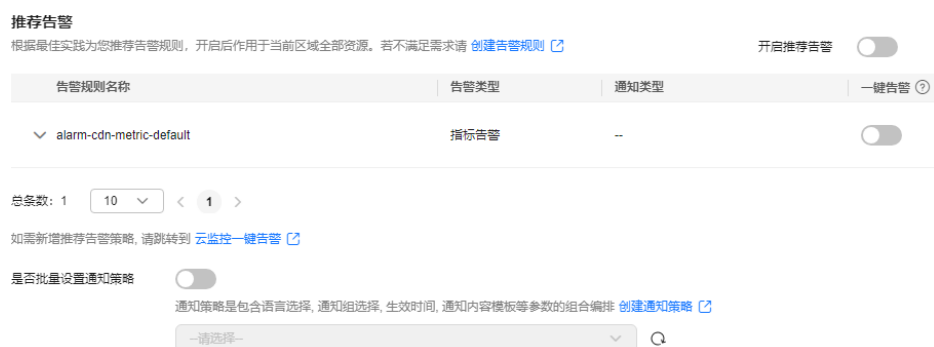 推荐告警
根据最佳实践为您推荐告警规则，开启后作用于当前区域全部资源。若不满足需求请 创建告警规则 开启推荐告警
告警规则名称 告警类型 通知类型 一键告警
alarm-cdn-metric-default 指标告警 --
总条数: 1 10 1
如需新增推荐告警策略, 请跳转到 云监控一键告警
是否批量设置通知策略
通知策略是包含语言选择, 通知组选择, 生效时间, 通知内容模板等参数的组合编排 创建通知策略
--请选择--